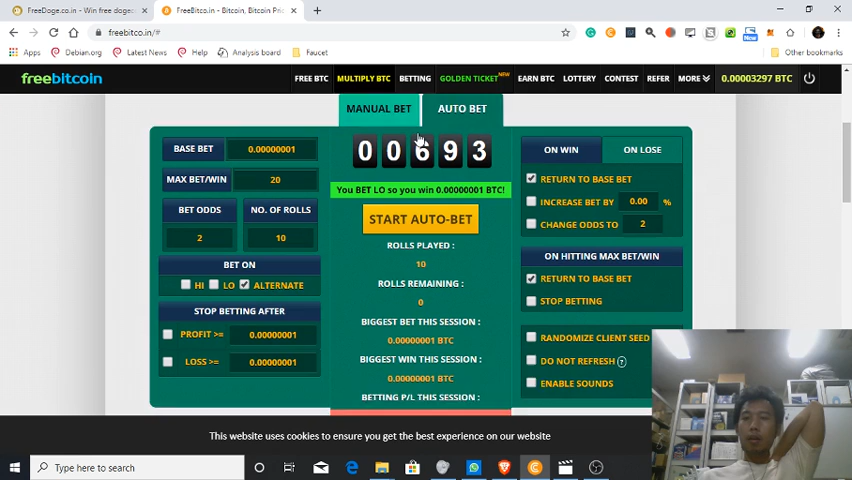 FreeDoge.co.in - Win free dogec
FreeBitco.in - Bitcoin, Bitcoin Pric
freebitco.in/#
Apps
Debian.org
Latest News
Analysis board
Faucet
New
Other bookmarks
freebitcoin
FREE BTC
MULTIPLY BTC
BETTING
GOLDEN TICKET NEW
EARN BTC
LOTTERY
CONTEST
REFER
MORE
0.00003297 BTC
MANUAL BET
AUTO BET
BASE BET
0.00000001
MAX BET/WIN
20
BET ODDS
NO. OF ROLLS
2
10
BET ON
HI
LO
ALTERNATE
STOP BETTING AFTER
PROFIT >=
0.00000001
LOSS >=
0.00000001
0 0 6 9 3
You BET LO so you win 0.00000001 BTC!
START AUTO-BET
ROLLS PLAYED :
10
ROLLS REMAINING :
0
BIGGEST BET THIS SESSION :
0.00000001 BTC
BIGGEST WIN THIS SESSION :
0.00000001 BTC
BETTING P/L THIS SESSION :
ON WIN
ON LOSE
RETURN TO BASE BET
INCREASE BET BY
0.00
%
CHANGE ODDS TO
2
ON HITTING MAX BET/WIN
RETURN TO BASE BET
STOP BETTING
RANDOMIZE CLIENT SEED
DO NOT REFRESH ?
ENABLE SOUNDS
This website uses cookies to ensure you get the best experience on our website
Type here to search